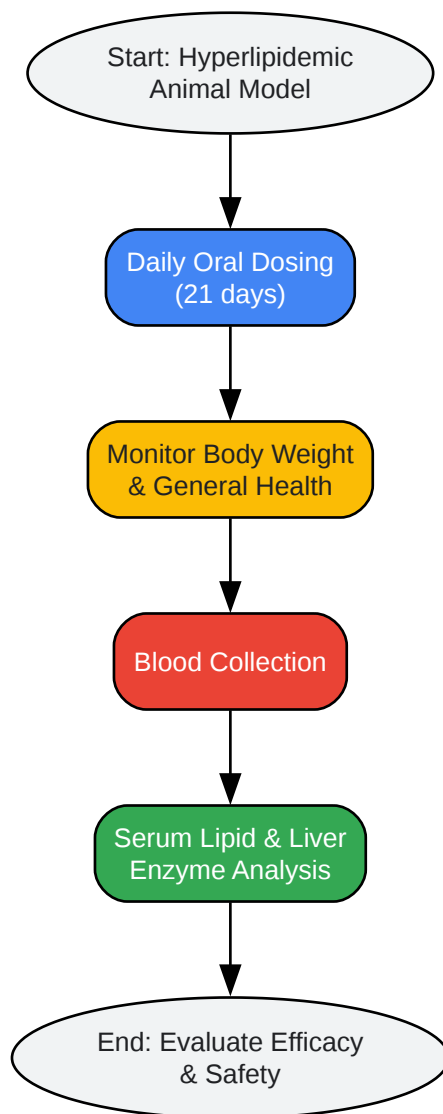 Start: Hyperlipidemic
Animal Model
Daily Oral Dosing
(21 days)
Monitor Body Weight
& General Health
Blood Collection
Serum Lipid & Liver
Enzyme Analysis
End: Evaluate Efficacy
& Safety